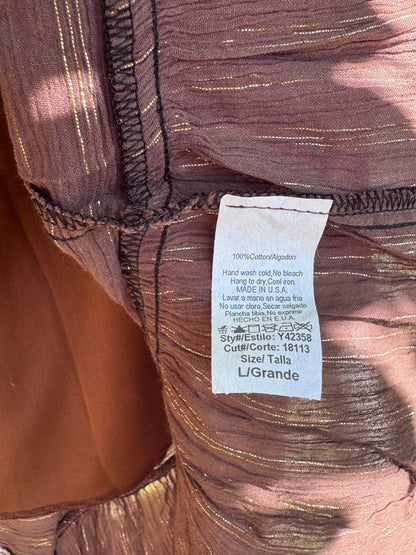 100%Cotton/Algodon
Hand wash cold,No bleach
Hang to dry,Cool iron
MADE IN U.S.A.
Lavar a mano en agua fria
No usar cloro,Secar colgado
Plancha tibia,No exprimir
HECHO EN E.U.A.
Sty#/Estilo: Y42358
Cut#/Corte: 18113
Size/ Talla
L/Grande